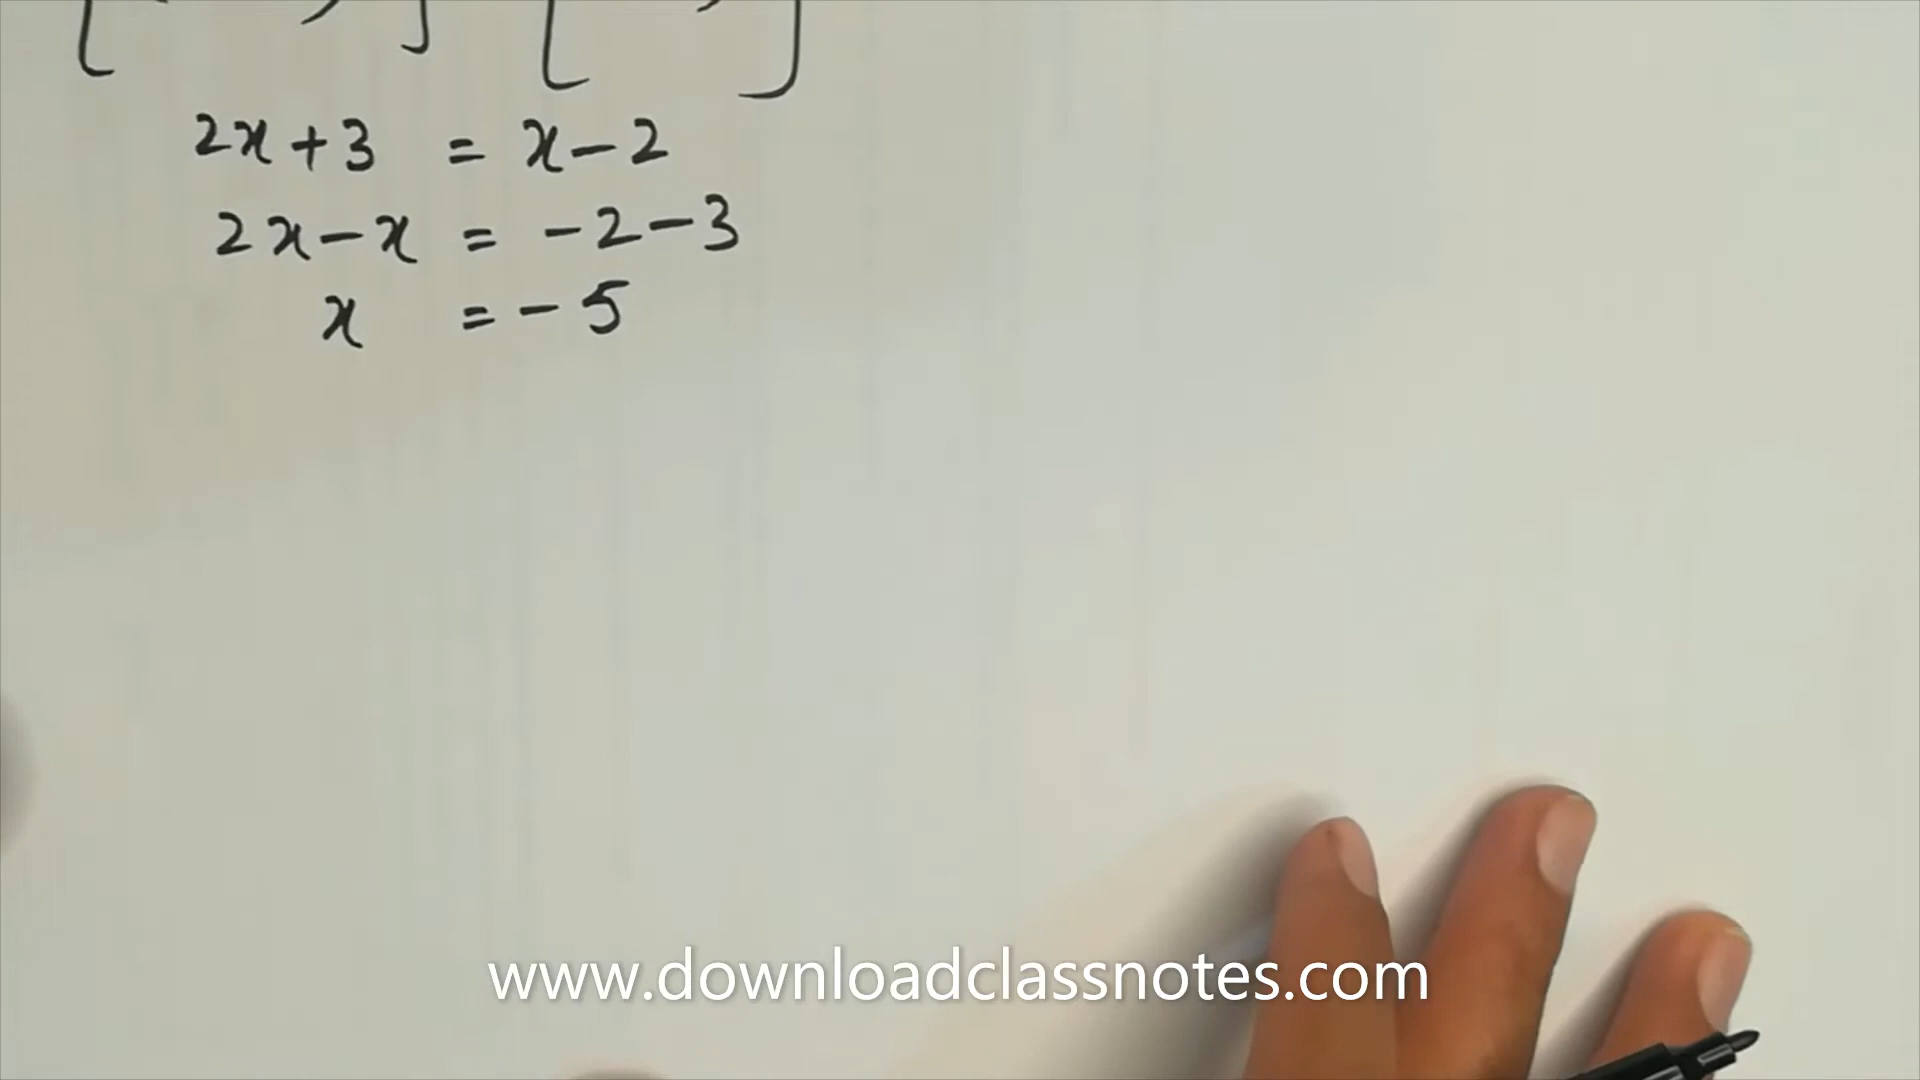 2x+3 = x-2
2x-x = -2-3
x = -5
www.downloadclassnotes.com